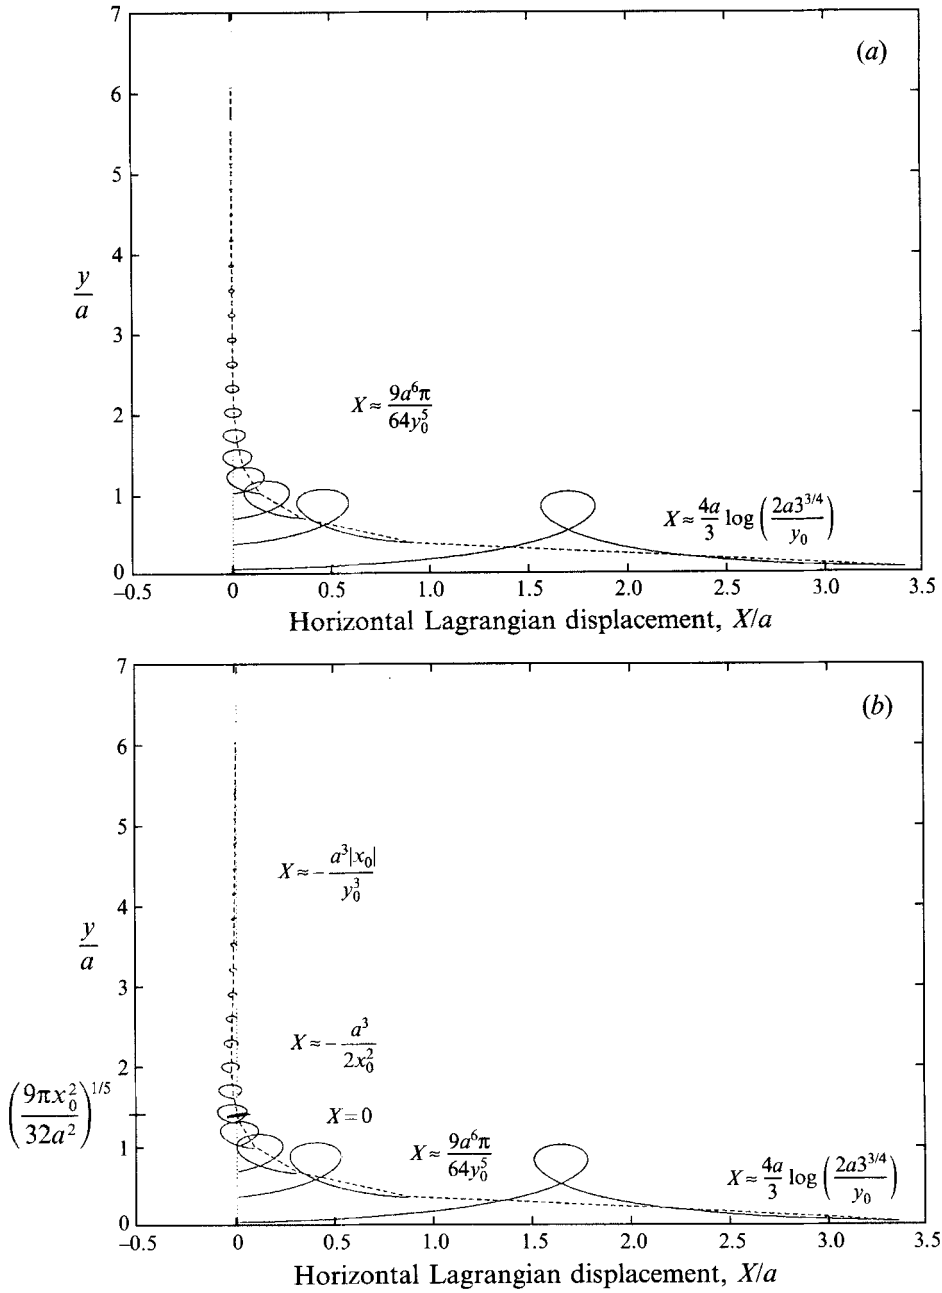 7
(a)
6
5
4
y/a
3
X ≈ 9a⁶π / 64y₀⁵
2
1
X ≈ 4a/3 log (2a3^{3/4} / y₀)
0
−0.5 0 0.5 1.0 1.5 2.0 2.5 3.0 3.5
Horizontal Lagrangian displacement, X/a
7
(b)
6
5
X ≈ − a³|x₀| / y₀³
4
y/a
3
X ≈ − a³ / 2x₀²
2
(9πx₀² / 32a²)^{1/5}
X = 0
1
X ≈ 9a⁶π / 64y₀⁵
X ≈ 4a/3 log (2a3^{3/4} / y₀)
0
−0.5 0 0.5 1.0 1.5 2.0 2.5 3.0 3.5
Horizontal Lagrangian displacement, X/a